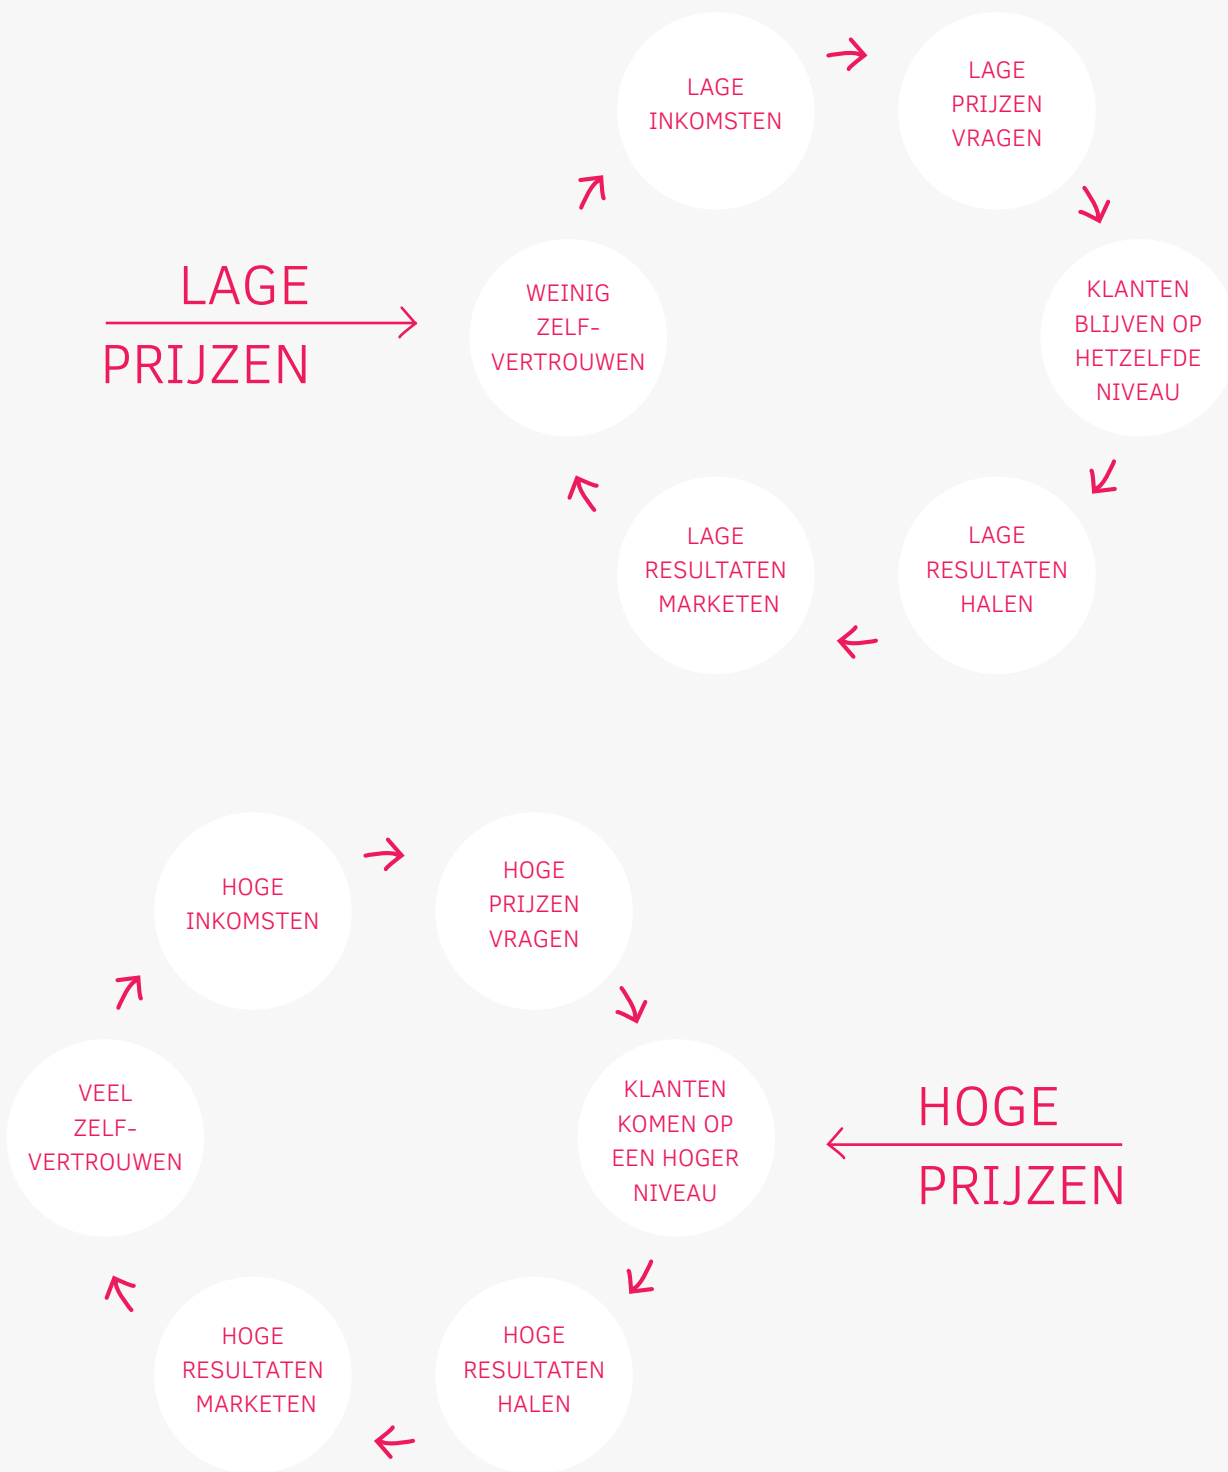 LAGE
INKOMSTEN
LAGE
PRIJZEN
VRAGEN
LAGE
PRIJZEN
WEINIG
ZELF-
VERTROUWEN
KLANTEN
BLIJVEN OP
HETZELFDE
NIVEAU
LAGE
RESULTATEN
MARKETEN
LAGE
RESULTATEN
HALEN
HOGE
INKOMSTEN
HOGE
PRIJZEN
VRAGEN
VEEL
ZELF-
VERTROUWEN
KLANTEN
KOMEN OP
EEN HOGER
NIVEAU
HOGE
PRIJZEN
HOGE
RESULTATEN
MARKETEN
HOGE
RESULTATEN
HALEN